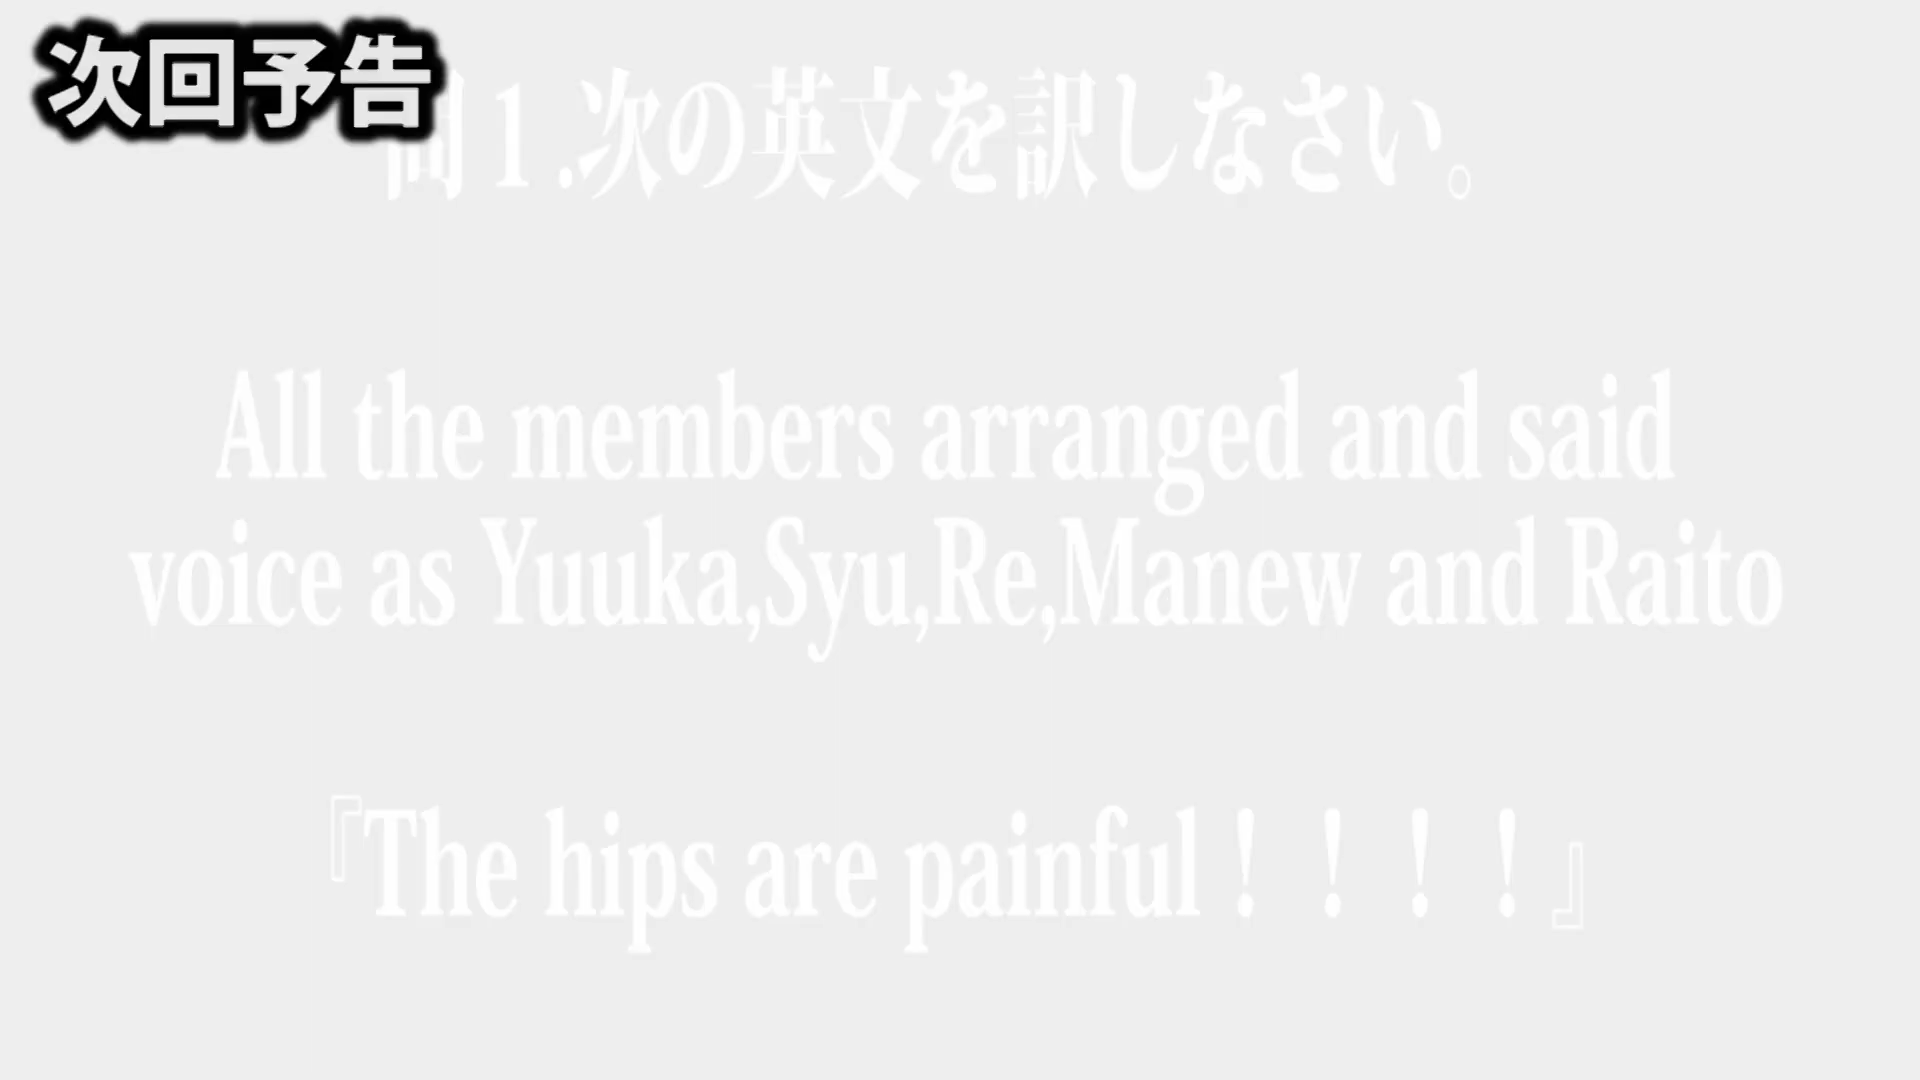 次回予告
問１.次の英文を訳しなさい。
All the members arranged and said
voice as Yuuka,Syu,Re,Manew and Raito
『The hips are painful！！！！』